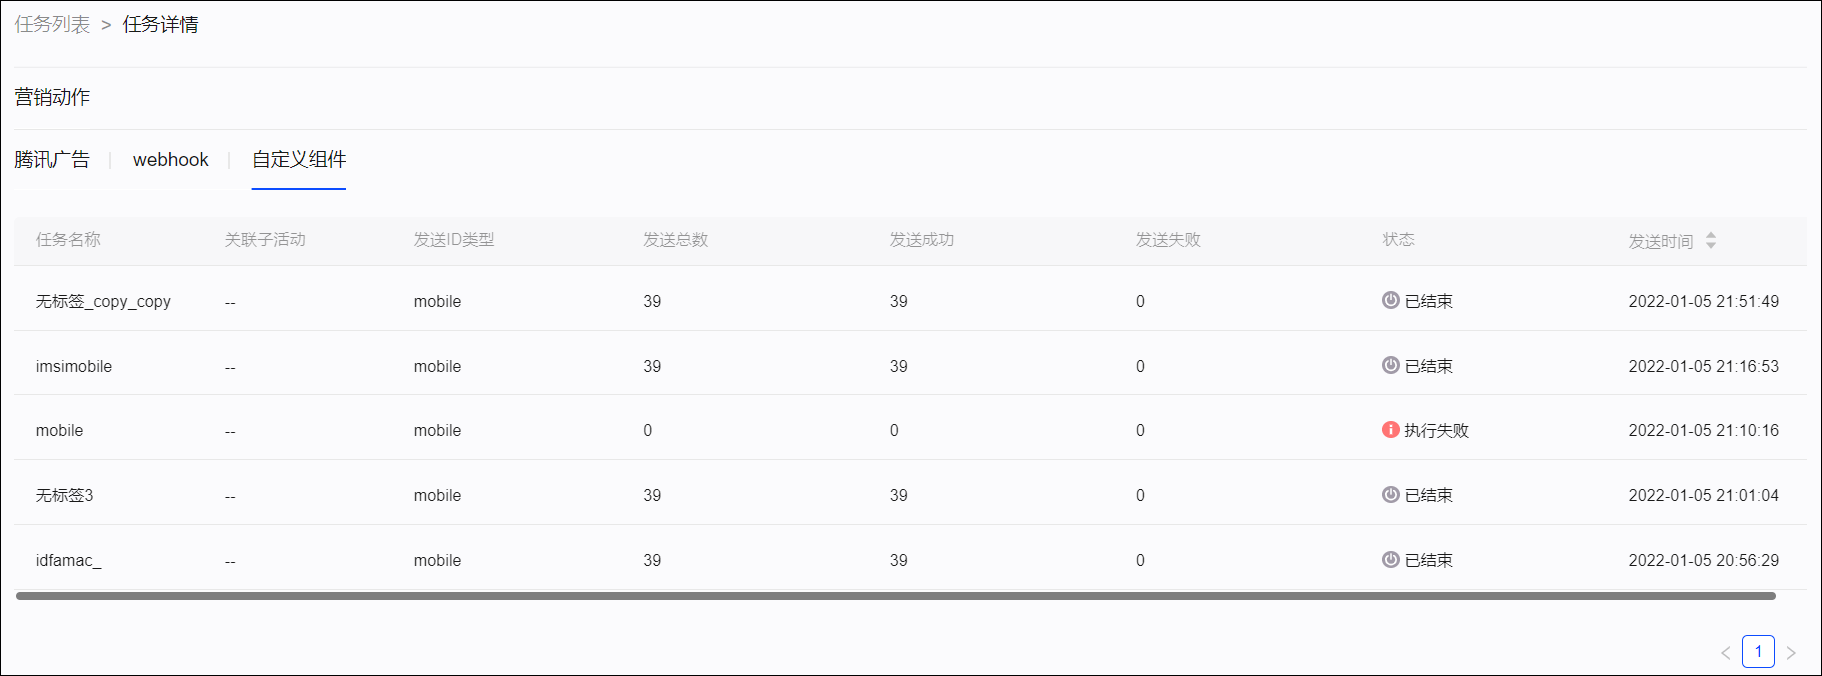 任务列表 > 任务详情
营销动作
腾讯广告 webhook 自定义组件
任务名称 关联子活动 发送ID类型 发送总数 发送成功 发送失败 状态 发送时间
无标签_copy_copy -- mobile 39 39 0 已结束 2022-01-05 21:51:49
imsimobile -- mobile 39 39 0 已结束 2022-01-05 21:16:53
mobile -- mobile 0 0 0 执行失败 2022-01-05 21:10:16
无标签3 -- mobile 39 39 0 已结束 2022-01-05 21:01:04
idfamac_ -- mobile 39 39 0 已结束 2022-01-05 20:56:29
< 1 >